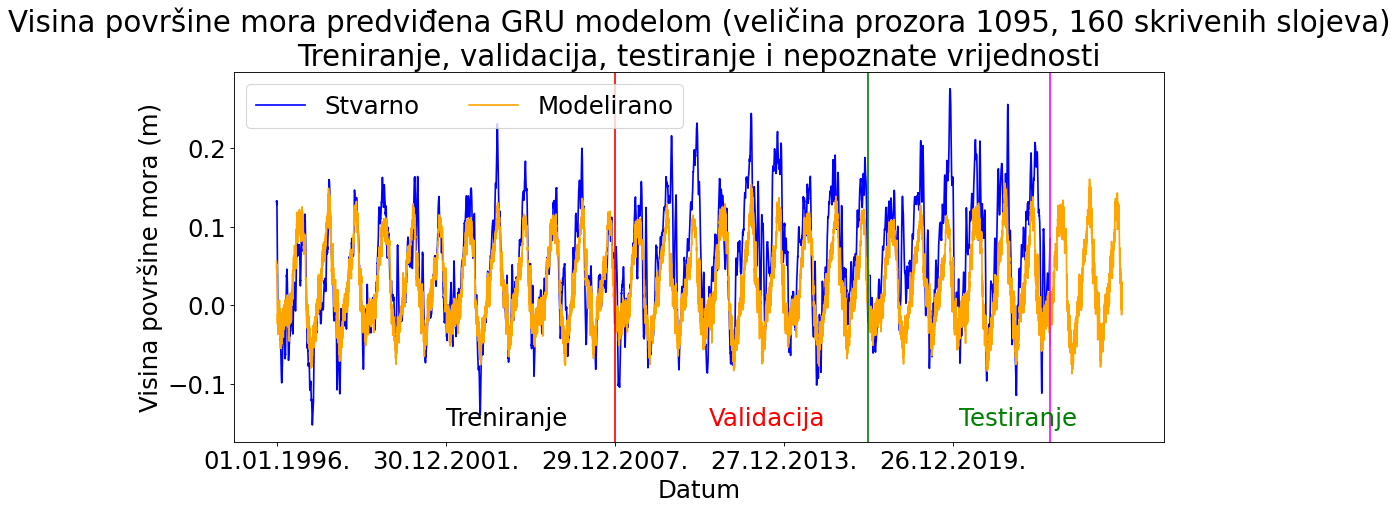 Visina površine mora predviđena GRU modelom (veličina prozora 1095, 160 skrivenih slojeva)
Treniranje, validacija, testiranje i nepoznate vrijednosti
Stvarno
Modelirano
Visina površine mora (m)
0.2
0.1
0.0
−0.1
Treniranje
Validacija
Testiranje
01.01.1996.
30.12.2001.
29.12.2007.
27.12.2013.
26.12.2019.
Datum